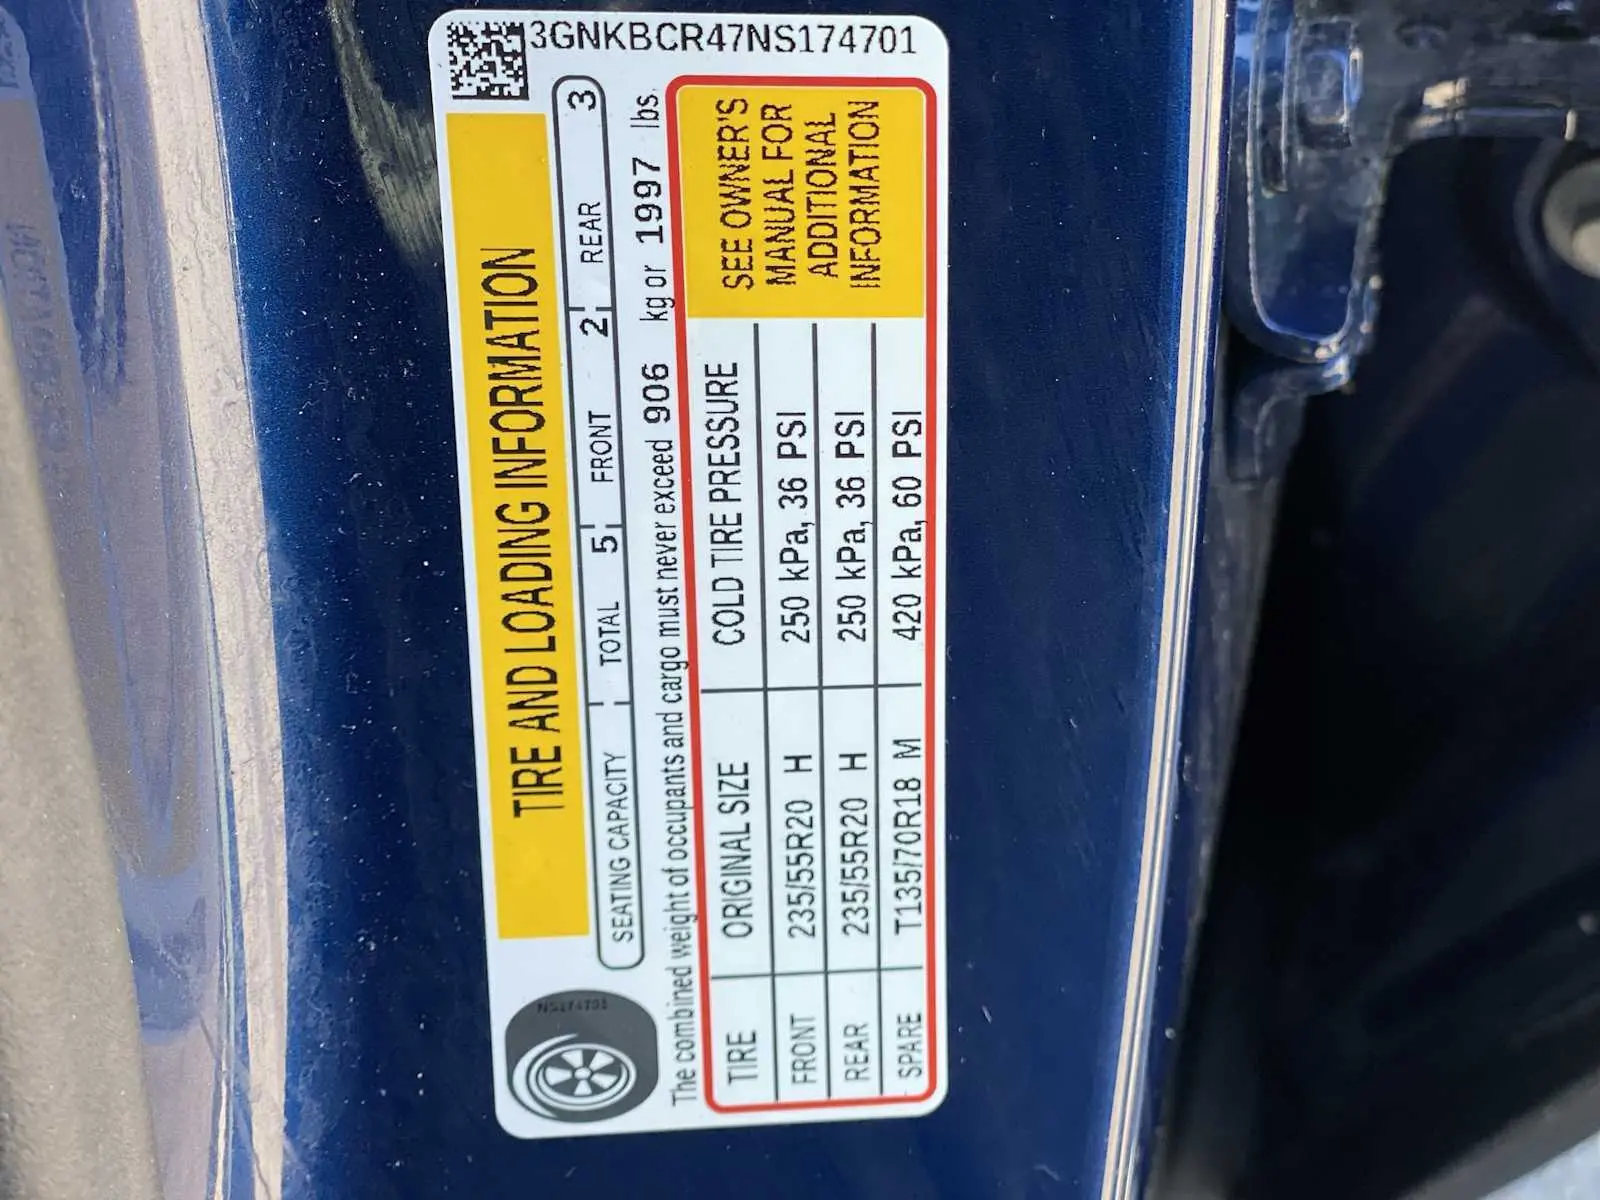 3GNKBCR47NS174701
TIRE AND LOADING INFORMATION
SEATING CAPACITY TOTAL 5 FRONT 2 REAR 3
The combined weight of occupants and cargo must never exceed 906 kg or 1997 lbs.
TIRE ORIGINAL SIZE COLD TIRE PRESSURE
FRONT 235/55R20 H 250 kPa, 36 PSI
REAR 235/55R20 H 250 kPa, 36 PSI
SPARE T135/70R18 M 420 kPa, 60 PSI
SEE OWNER'S
MANUAL FOR
ADDITIONAL
INFORMATION
NS174701